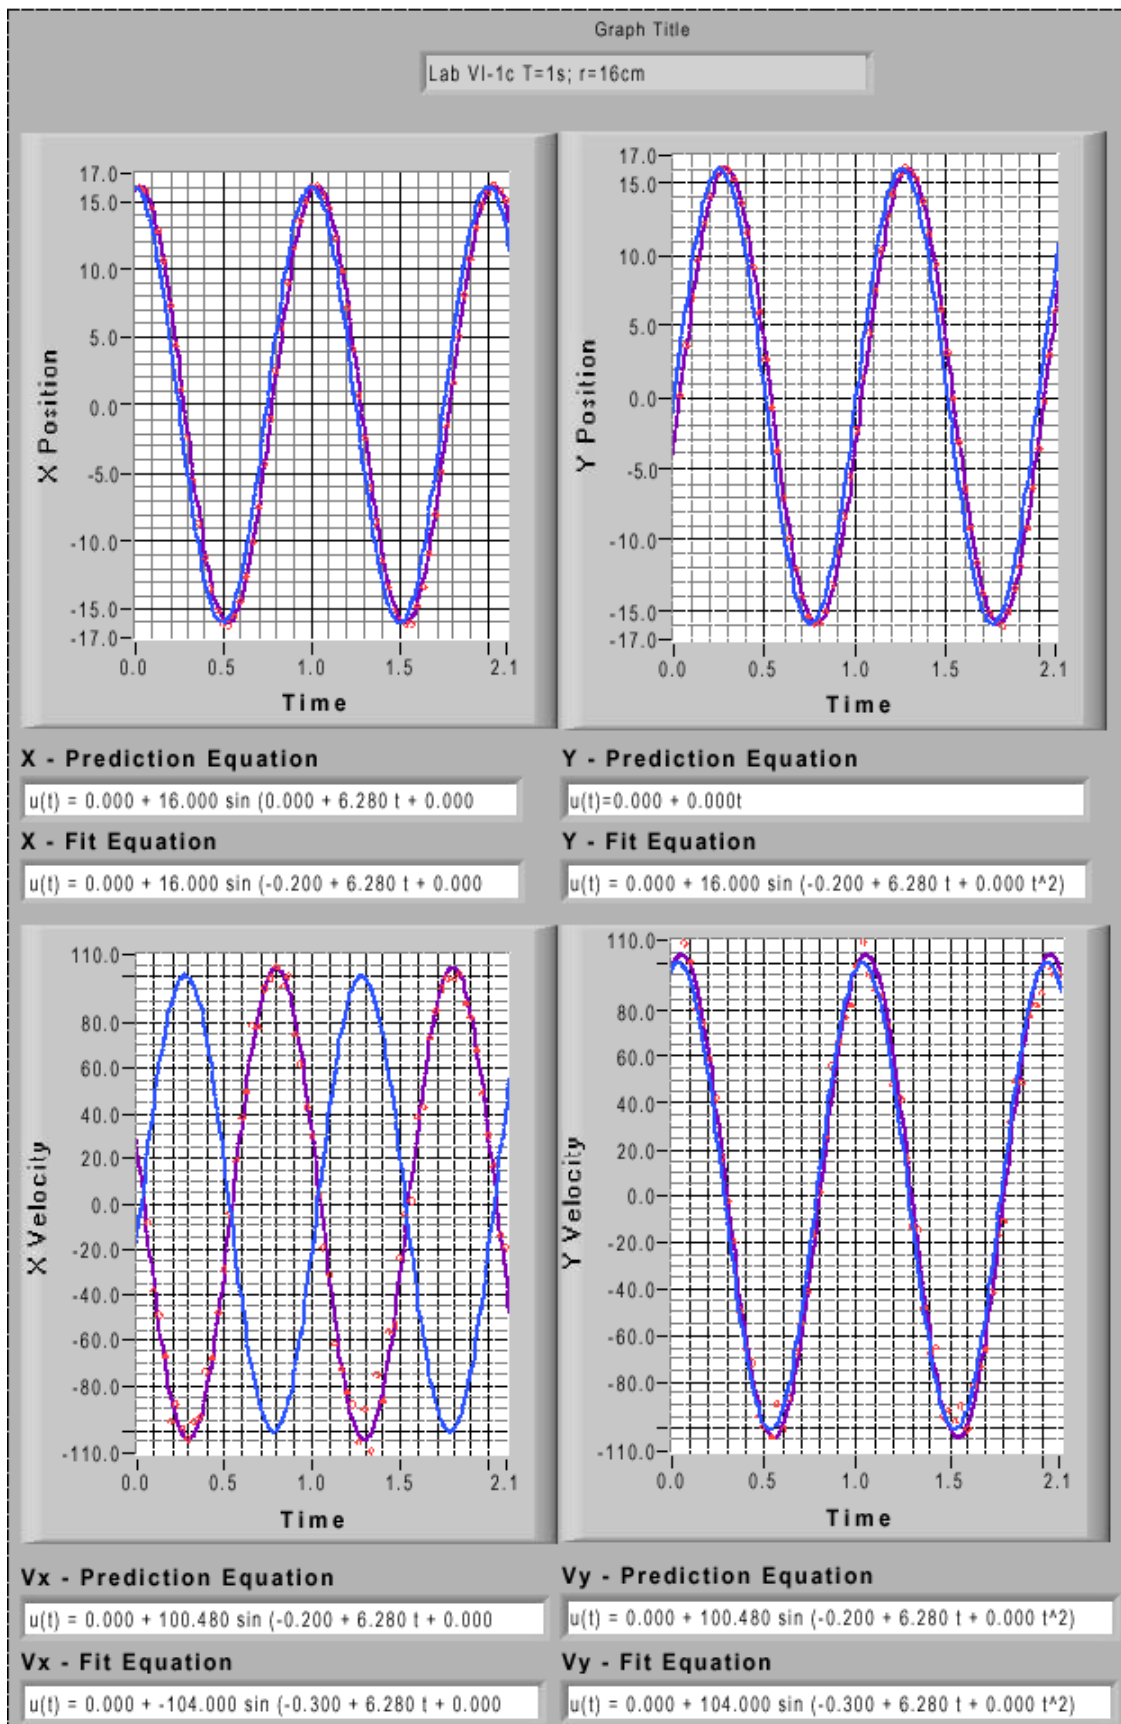 Graph Title
Lab VI-1c T=1s; r=16cm
17.0
15.0
10.0
5.0
0.0
-5.0
-10.0
-15.0
-17.0
X Position
0.0 0.5 1.0 1.5 2.1
Time
17.0
15.0
10.0
5.0
0.0
-5.0
-10.0
-15.0
-17.0
Y Position
0.0 0.5 1.0 1.5 2.1
Time
X - Prediction Equation
u(t) = 0.000 + 16.000 sin (0.000 + 6.280 t + 0.000
Y - Prediction Equation
u(t)=0.000 + 0.000t
X - Fit Equation
u(t) = 0.000 + 16.000 sin (-0.200 + 6.280 t + 0.000
Y - Fit Equation
u(t) = 0.000 + 16.000 sin (-0.200 + 6.280 t + 0.000 t^2)
110.0
80.0
60.0
40.0
20.0
0.0
-20.0
-40.0
-60.0
-80.0
-110.0
X Velocity
0.0 0.5 1.0 1.5 2.1
Time
110.0
80.0
60.0
40.0
20.0
0.0
-20.0
-40.0
-60.0
-80.0
-110.0
Y Velocity
0.0 0.5 1.0 1.5 2.1
Time
Vx - Prediction Equation
u(t) = 0.000 + 100.480 sin (-0.200 + 6.280 t + 0.000
Vy - Prediction Equation
u(t) = 0.000 + 100.480 sin (-0.200 + 6.280 t + 0.000 t^2)
Vx - Fit Equation
u(t) = 0.000 + -104.000 sin (-0.300 + 6.280 t + 0.000
Vy - Fit Equation
u(t) = 0.000 + 104.000 sin (-0.300 + 6.280 t + 0.000 t^2)